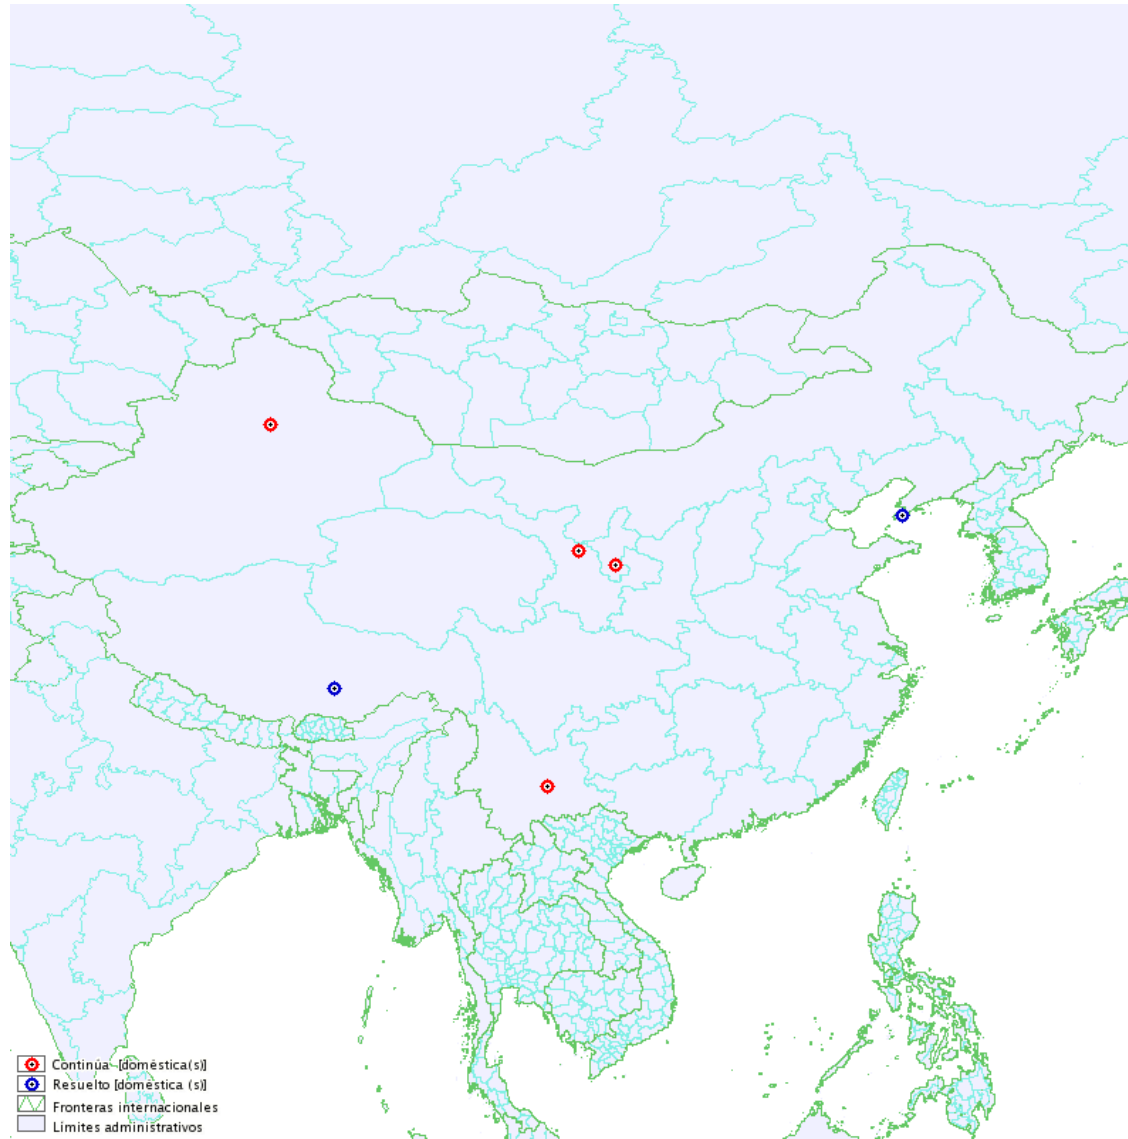 Continúa [doméstica(s)]
Resuelto [doméstica (s)]
Fronteras internacionales
Límites administrativos